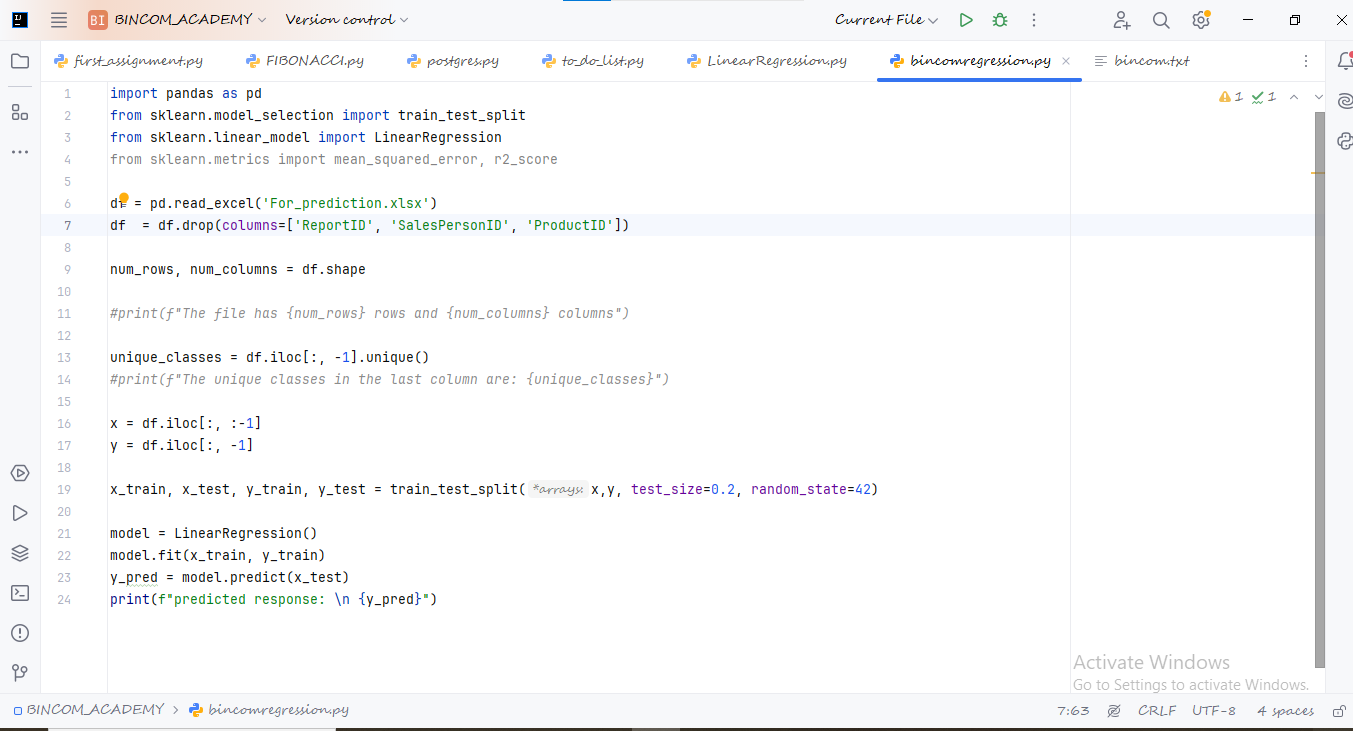 BI BINCOM_ACADEMY Version control Current File
first_assignment.py FIBONACCI.py postgres.py to_do_list.py LinearRegression.py bincomregression.py bincom.txt
1 import pandas as pd
2 from sklearn.model_selection import train_test_split
3 from sklearn.linear_model import LinearRegression
4 from sklearn.metrics import mean_squared_error, r2_score
5
6 df = pd.read_excel('For_prediction.xlsx')
7 df  = df.drop(columns=['ReportID', 'SalesPersonID', 'ProductID'])
8
9 num_rows, num_columns = df.shape
10
11 #print(f"The file has {num_rows} rows and {num_columns} columns")
12
13 unique_classes = df.iloc[:, -1].unique()
14 #print(f"The unique classes in the last column are: {unique_classes}")
15
16 x = df.iloc[:, :-1]
17 y = df.iloc[:, -1]
18
19 x_train, x_test, y_train, y_test = train_test_split( *arrays: x,y, test_size=0.2, random_state=42)
20
21 model = LinearRegression()
22 model.fit(x_train, y_train)
23 y_pred = model.predict(x_test)
24 print(f"predicted response: \n {y_pred}")
1 1
Activate Windows
Go to Settings to activate Windows.
BINCOM_ACADEMY > bincomregression.py 7:63 CRLF UTF-8 4 spaces